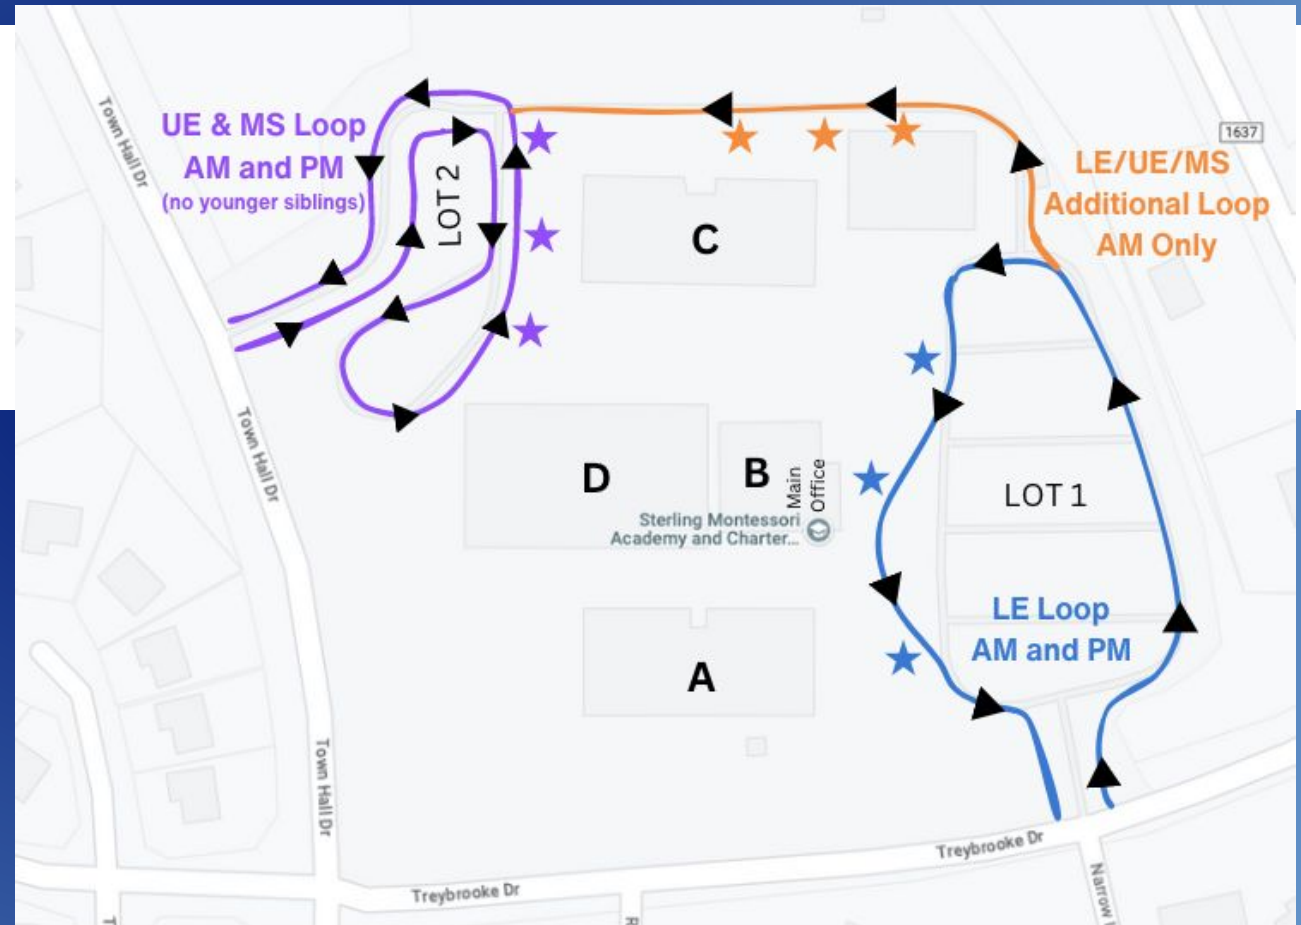 UE & MS Loop
AM and PM
(no younger siblings)
LOT 2
Town Hall Dr
Town Hall Dr
Town Hall Dr
1637
LE/UE/MS
Additional Loop
AM Only
C
D
B
Main
Office
Sterling Montessori
Academy and Charter...
A
LOT 1
LE Loop
AM and PM
Treybrooke Dr
Treybrooke Dr
Narrow
T
R